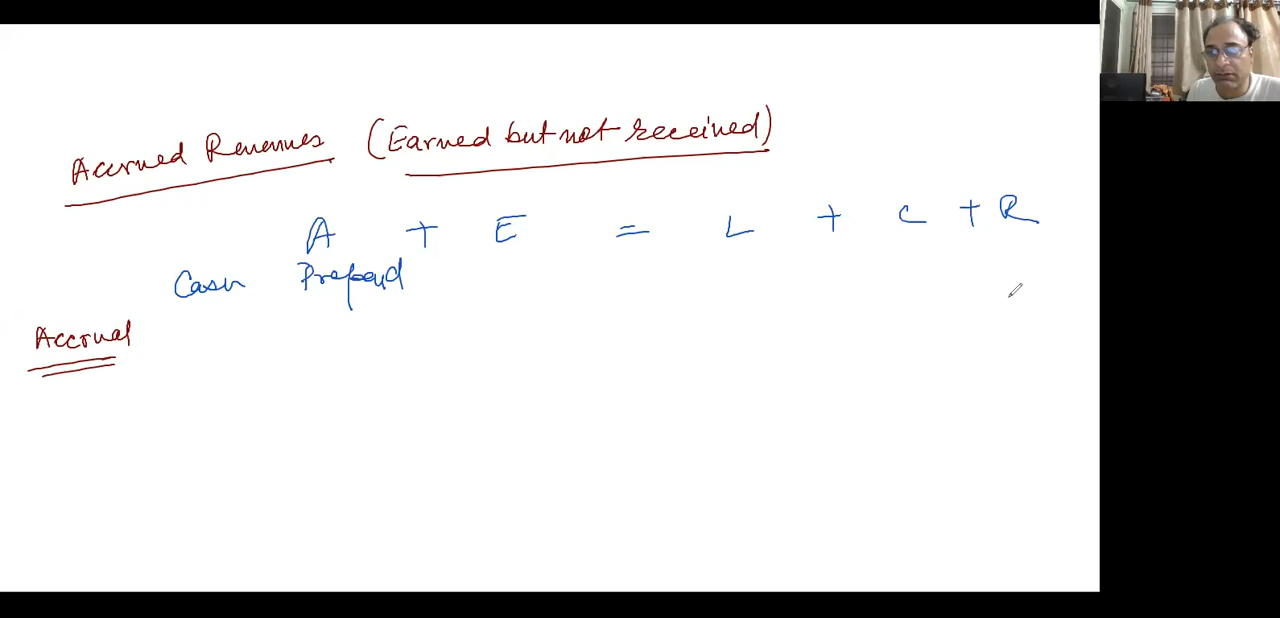 Accrued Revenues (Earned but not received)
A + E = L + C + R
Cash Prepaid
Accrual